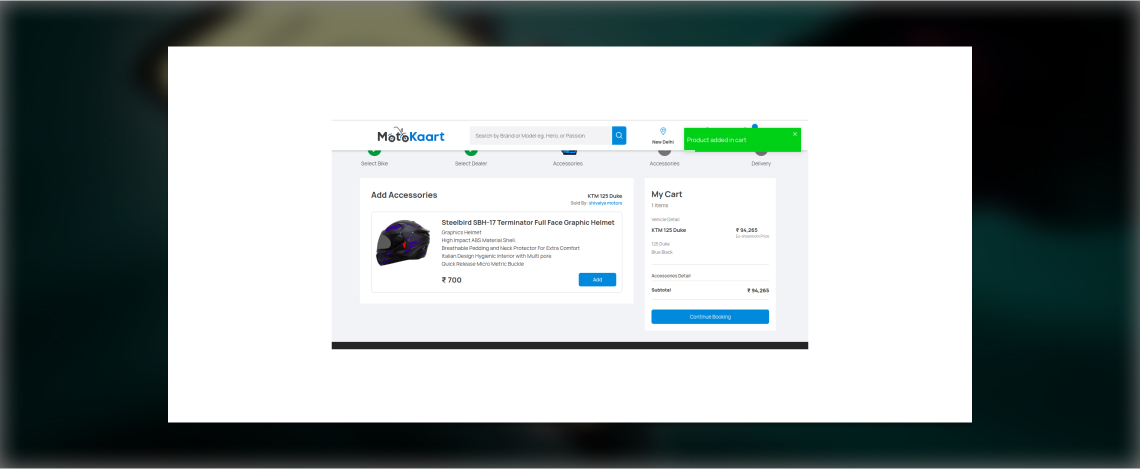 MotoKaart
Search by Brand or Model eg. Hero, or Passion
New Delhi
Product added in cart
Select Bike
Select Dealer
Accessories
Accessories
Delivery
Add Accessories
KTM 125 Duke
Sold By: shivalya motors
Steelbird SBH-17 Terminator Full Face Graphic Helmet
Graphics Helmet
High Impact ABS Material Shell.
Breathable Pedding and Neck Protector For Extra Comfort
Italian Design Hygienic Interior with Multi pore
Quick Release Micro Metric Buckle
₹ 700
Add
My Cart
1 Items
Vehicle Detail
KTM 125 Duke
₹ 94,265
Ex-showroom Price
125 Duke
Blue Black
Accessories Detail
Subtotal
₹ 94,265
Continue Booking